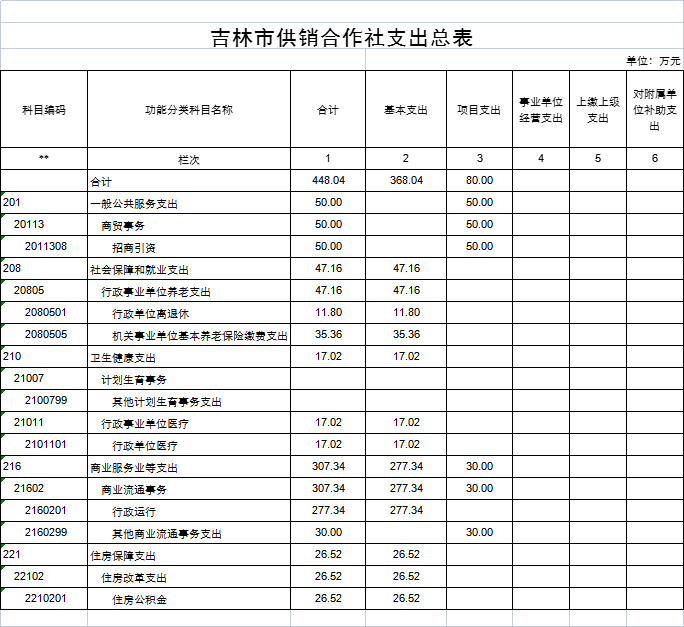 吉林市供销合作社支出总表
单位：万元
科目编码 功能分类科目名称 合计 基本支出 项目支出 事业单位经营支出 上缴上级支出 对附属单位补助支出
** 栏次 1 2 3 4 5 6
合计 448.04 368.04 80.00
201 一般公共服务支出 50.00 50.00
20113 商贸事务 50.00 50.00
2011308 招商引资 50.00 50.00
208 社会保障和就业支出 47.16 47.16
20805 行政事业单位养老支出 47.16 47.16
2080501 行政单位离退休 11.80 11.80
2080505 机关事业单位基本养老保险缴费支出 35.36 35.36
210 卫生健康支出 17.02 17.02
21007 计划生育事务
2100799 其他计划生育事务支出
21011 行政事业单位医疗 17.02 17.02
2101101 行政单位医疗 17.02 17.02
216 商业服务业等支出 307.34 277.34 30.00
21602 商业流通事务 307.34 277.34 30.00
2160201 行政运行 277.34 277.34
2160299 其他商业流通事务支出 30.00 30.00
221 住房保障支出 26.52 26.52
22102 住房改革支出 26.52 26.52
2210201 住房公积金 26.52 26.52